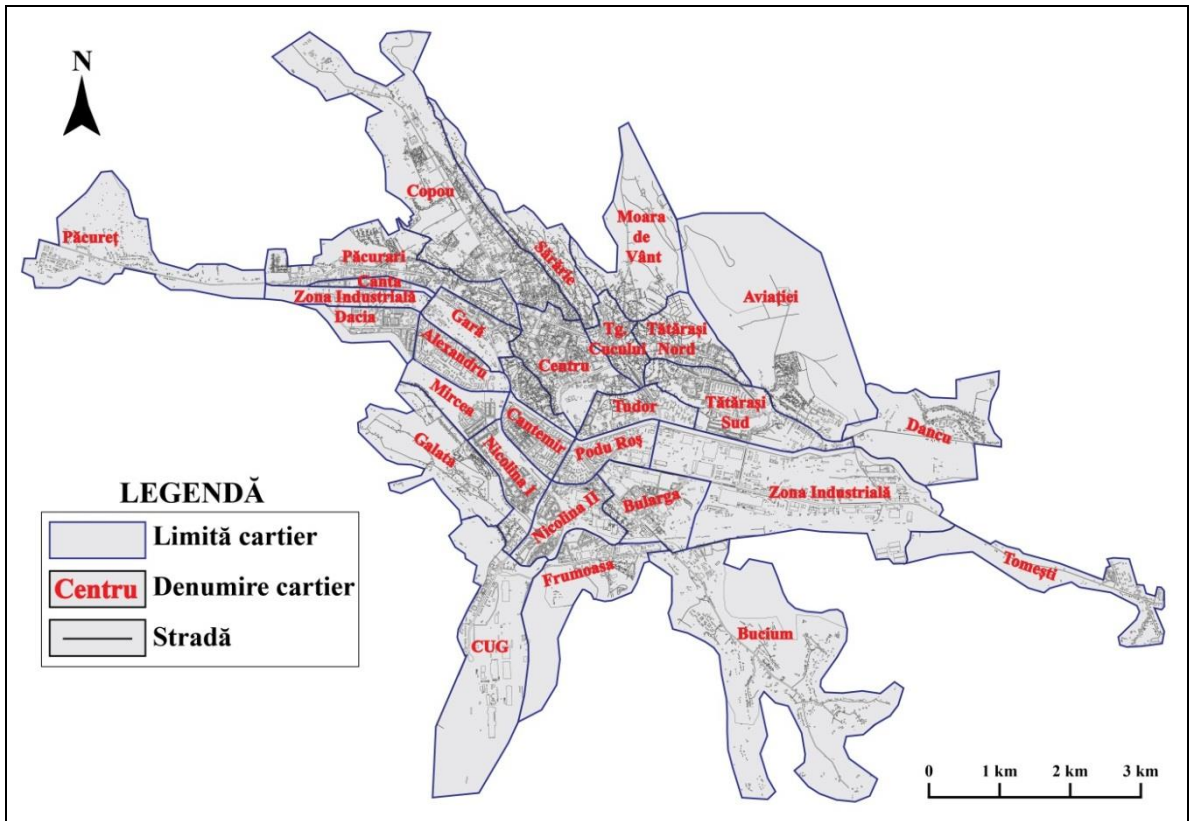 N
Copou
Moara
de
Vânt
Păcureț
Sărărie
Păcurari
Canta
Zona Industrială
Dacia
Aviației
Gară
Tg.
Cucului
Tătărași
Nord
Alexandru
Centru
Mircea
Tudor
Tătărași
Sud
Cantemir
Dancu
Podu Roș
Galata
Nicolina I
Zona Industrială
Bularga
Nicolina II
Frumoasa
Tomești
Bucium
CUG
LEGENDĂ
Limită cartier
Centru Denumire cartier
Stradă
0 1 km 2 km 3 km